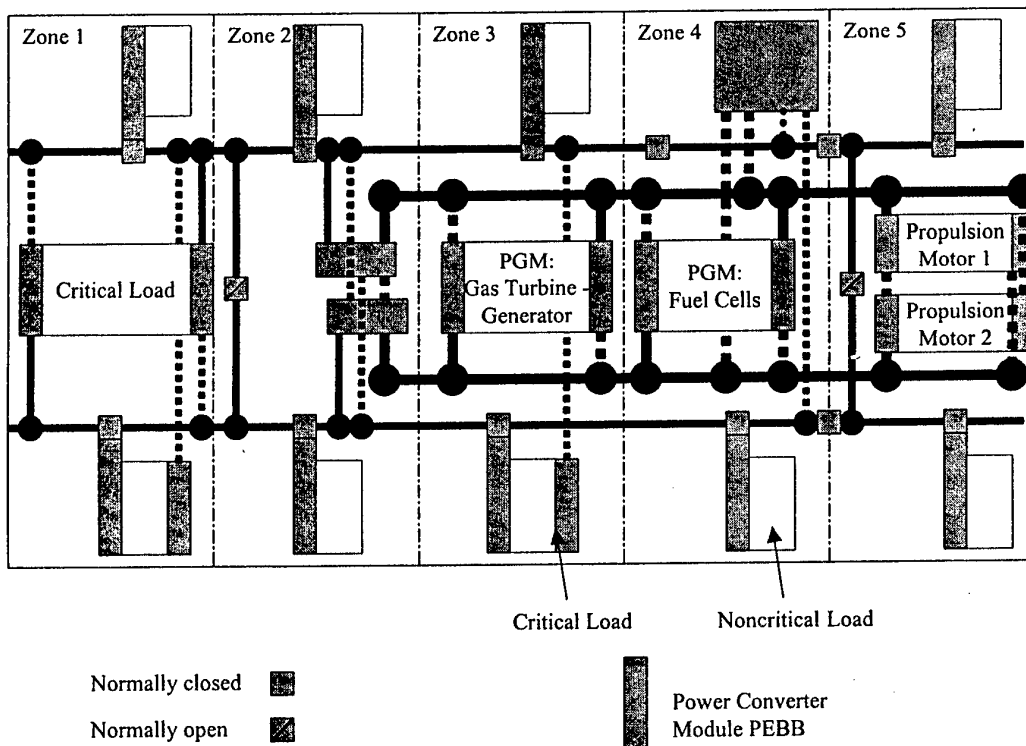 Zone 1
Zone 2
Zone 3
Zone 4
Zone 5
Critical Load
PGM:
Gas Turbine -
Generator
PGM:
Fuel Cells
Propulsion
Motor 1
Propulsion
Motor 2
Critical Load
Noncritical Load
Normally closed
Normally open
Power Converter
Module PEBB